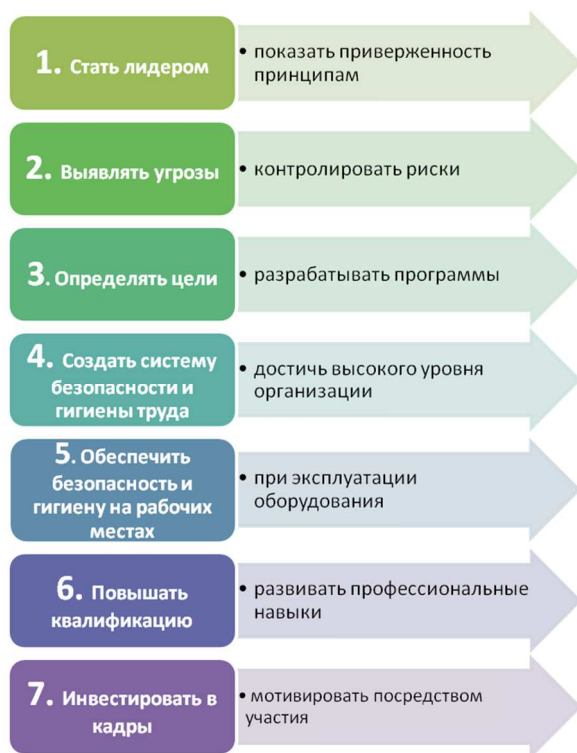 1. Стать лидером
• показать приверженность
принципам
2. Выявлять угрозы
• контролировать риски
3. Определять цели
• разрабатывать программы
4. Создать систему
безопасности и
гигиены труда
• достичь высокого уровня
организации
5. Обеспечить
безопасность и
гигиену на рабочих
местах
• при эксплуатации
оборудования
6. Повышать
квалификацию
• развивать профессиональные
навыки
7. Инвестировать в
кадры
• мотивировать посредством
участия